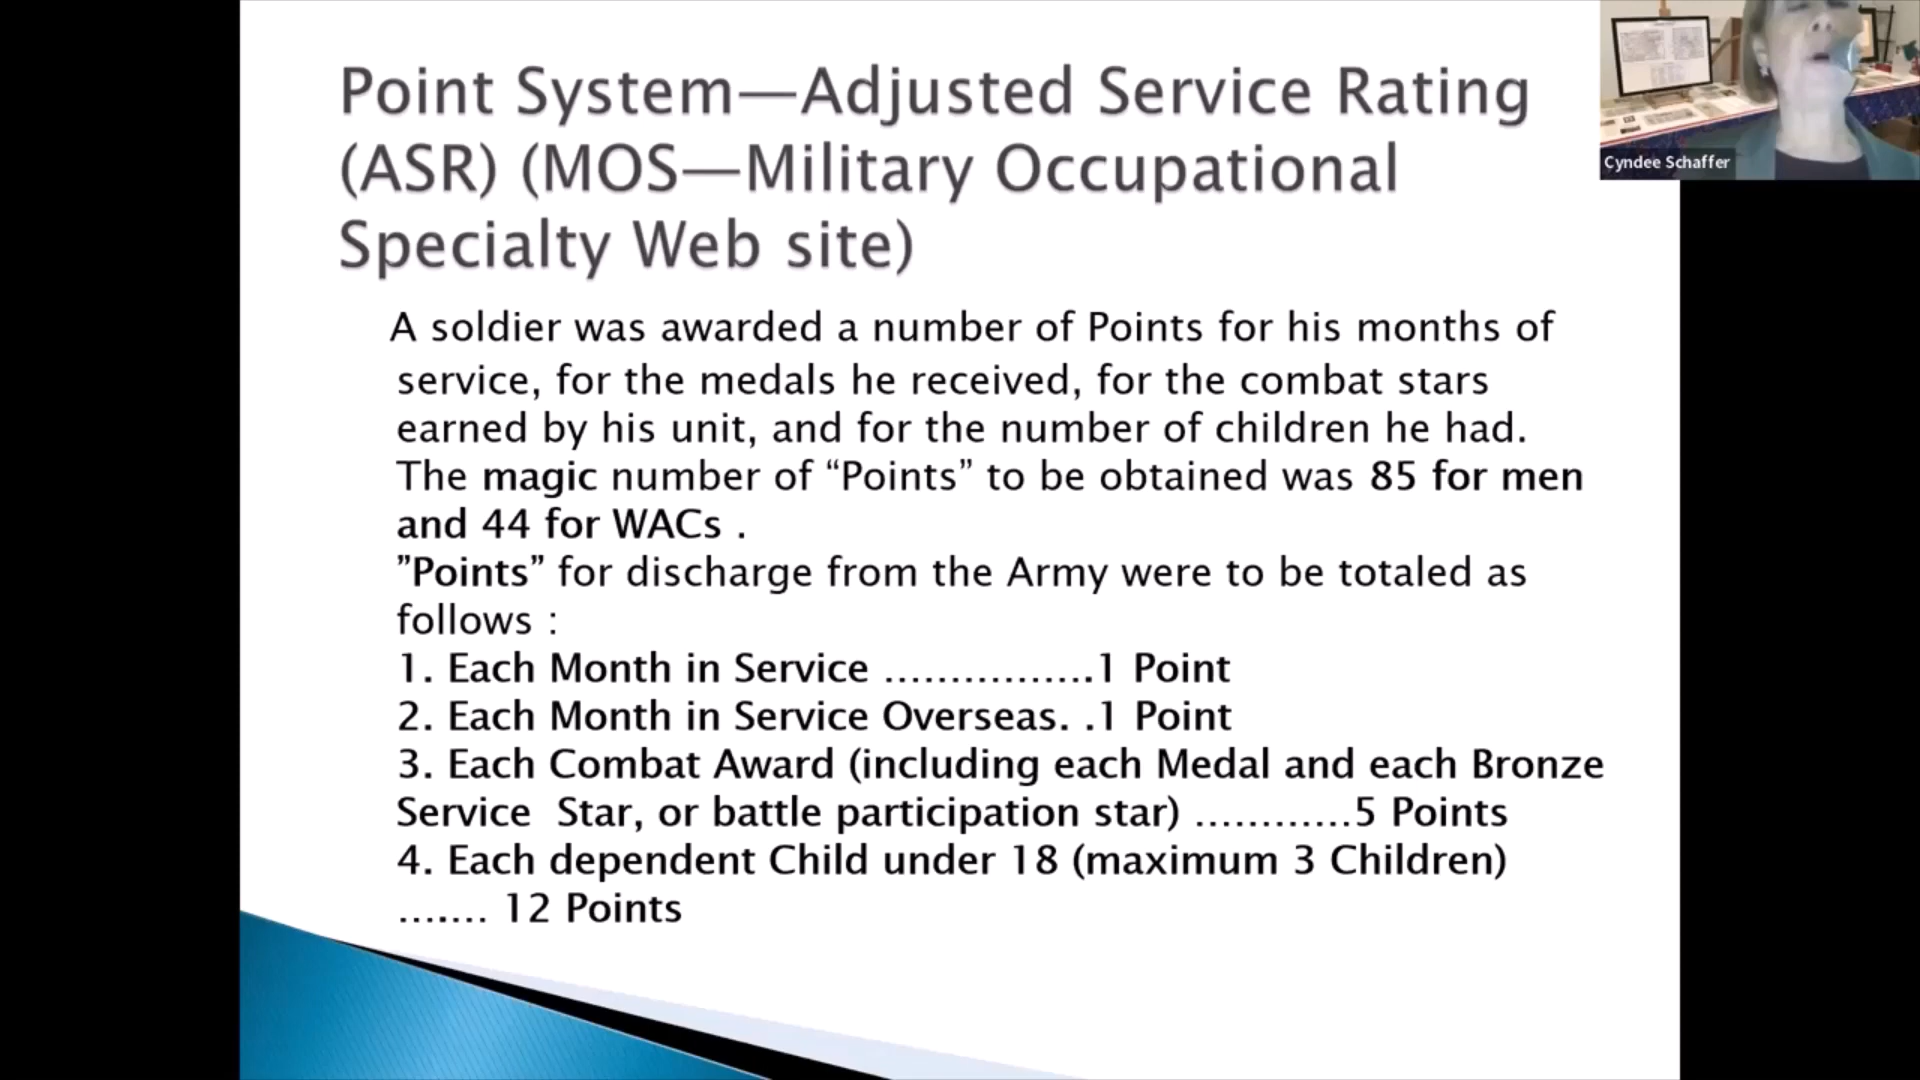 Point System—Adjusted Service Rating
(ASR) (MOS—Military Occupational
Specialty Web site)
Cyndee Schaffer
A soldier was awarded a number of Points for his months of
service, for the medals he received, for the combat stars
earned by his unit, and for the number of children he had.
The magic number of “Points” to be obtained was 85 for men
and 44 for WACs .
”Points” for discharge from the Army were to be totaled as
follows :
1. Each Month in Service ................1 Point
2. Each Month in Service Overseas. .1 Point
3. Each Combat Award (including each Medal and each Bronze
Service  Star, or battle participation star) ............5 Points
4. Each dependent Child under 18 (maximum 3 Children)
....... 12 Points